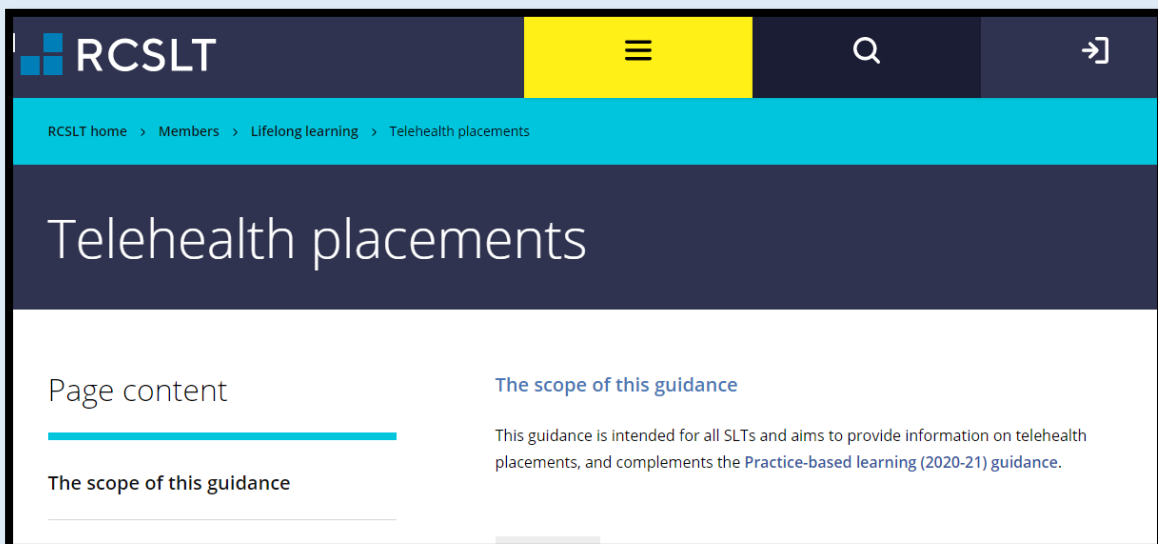 RCSLT
RCSLT home > Members > Lifelong learning > Telehealth placements
Telehealth placements
Page content
The scope of this guidance
The scope of this guidance
This guidance is intended for all SLTs and aims to provide information on telehealth
placements, and complements the Practice-based learning (2020-21) guidance.